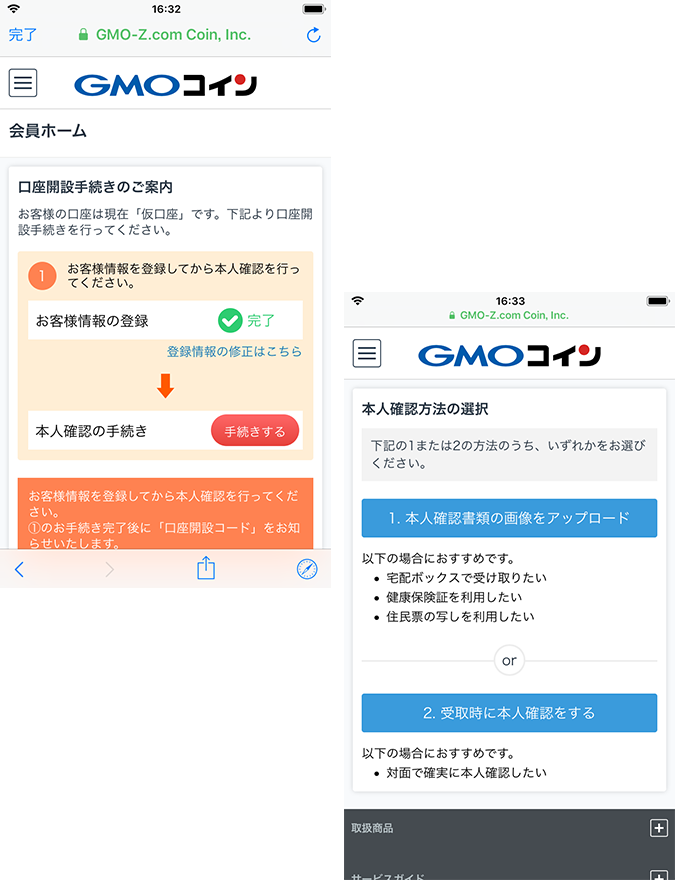 16:32
完了
GMO-Z.com Coin, Inc.
GMOコイン
会員ホーム
口座開設手続きのご案内
お客様の口座は現在「仮口座」です。下記より口座開
設手続きを行ってください。
1
お客様情報を登録してから本人確認を行っ
てください。
お客様情報の登録
完了
登録情報の修正はこちら
本人確認の手続き
手続きする
お客様情報を登録してから本人確認を行ってくだ
さい。
①のお手続き完了後に「口座開設コード」をお知
らせいたします。
16:33
GMO-Z.com Coin, Inc.
GMOコイン
本人確認方法の選択
下記の1または2の方法のうち、いずれかをお選び
ください。
1. 本人確認書類の画像をアップロード
以下の場合におすすめです。
• 宅配ボックスで受け取りたい
• 健康保険証を利用したい
• 住民票の写しを利用したい
or
2. 受取時に本人確認をする
以下の場合におすすめです。
• 対面で確実に本人確認したい
取扱商品
サービスガイド